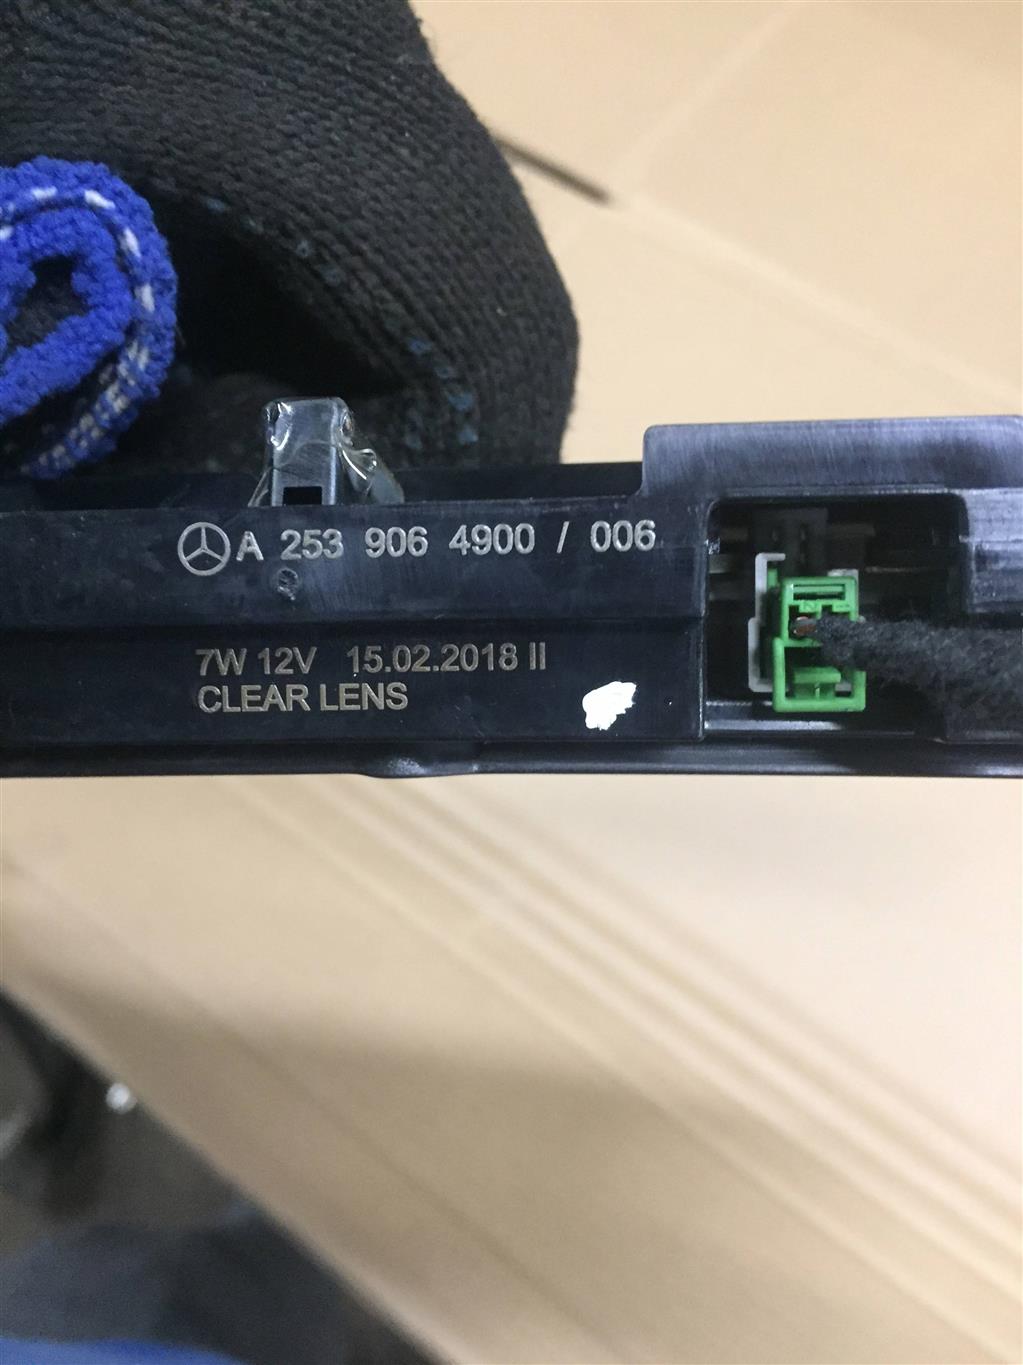 A 253 906 4900 / 006
7W 12V 15.02.2018 II
CLEAR LENS